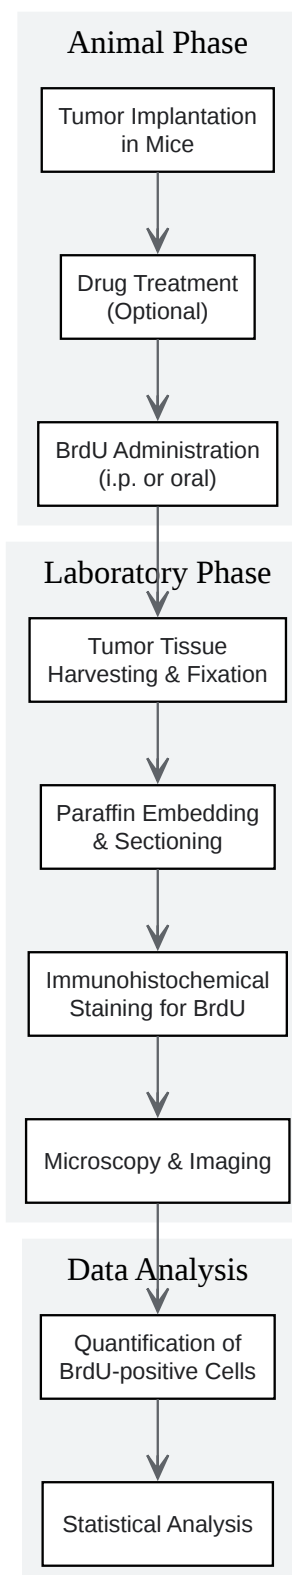 Animal Phase
Tumor Implantation
in Mice
Drug Treatment
(Optional)
BrdU Administration
(i.p. or oral)
Laboratory Phase
Tumor Tissue
Harvesting & Fixation
Paraffin Embedding
& Sectioning
Immunohistochemical
Staining for BrdU
Microscopy & Imaging
Data Analysis
Quantification of
BrdU-positive Cells
Statistical Analysis